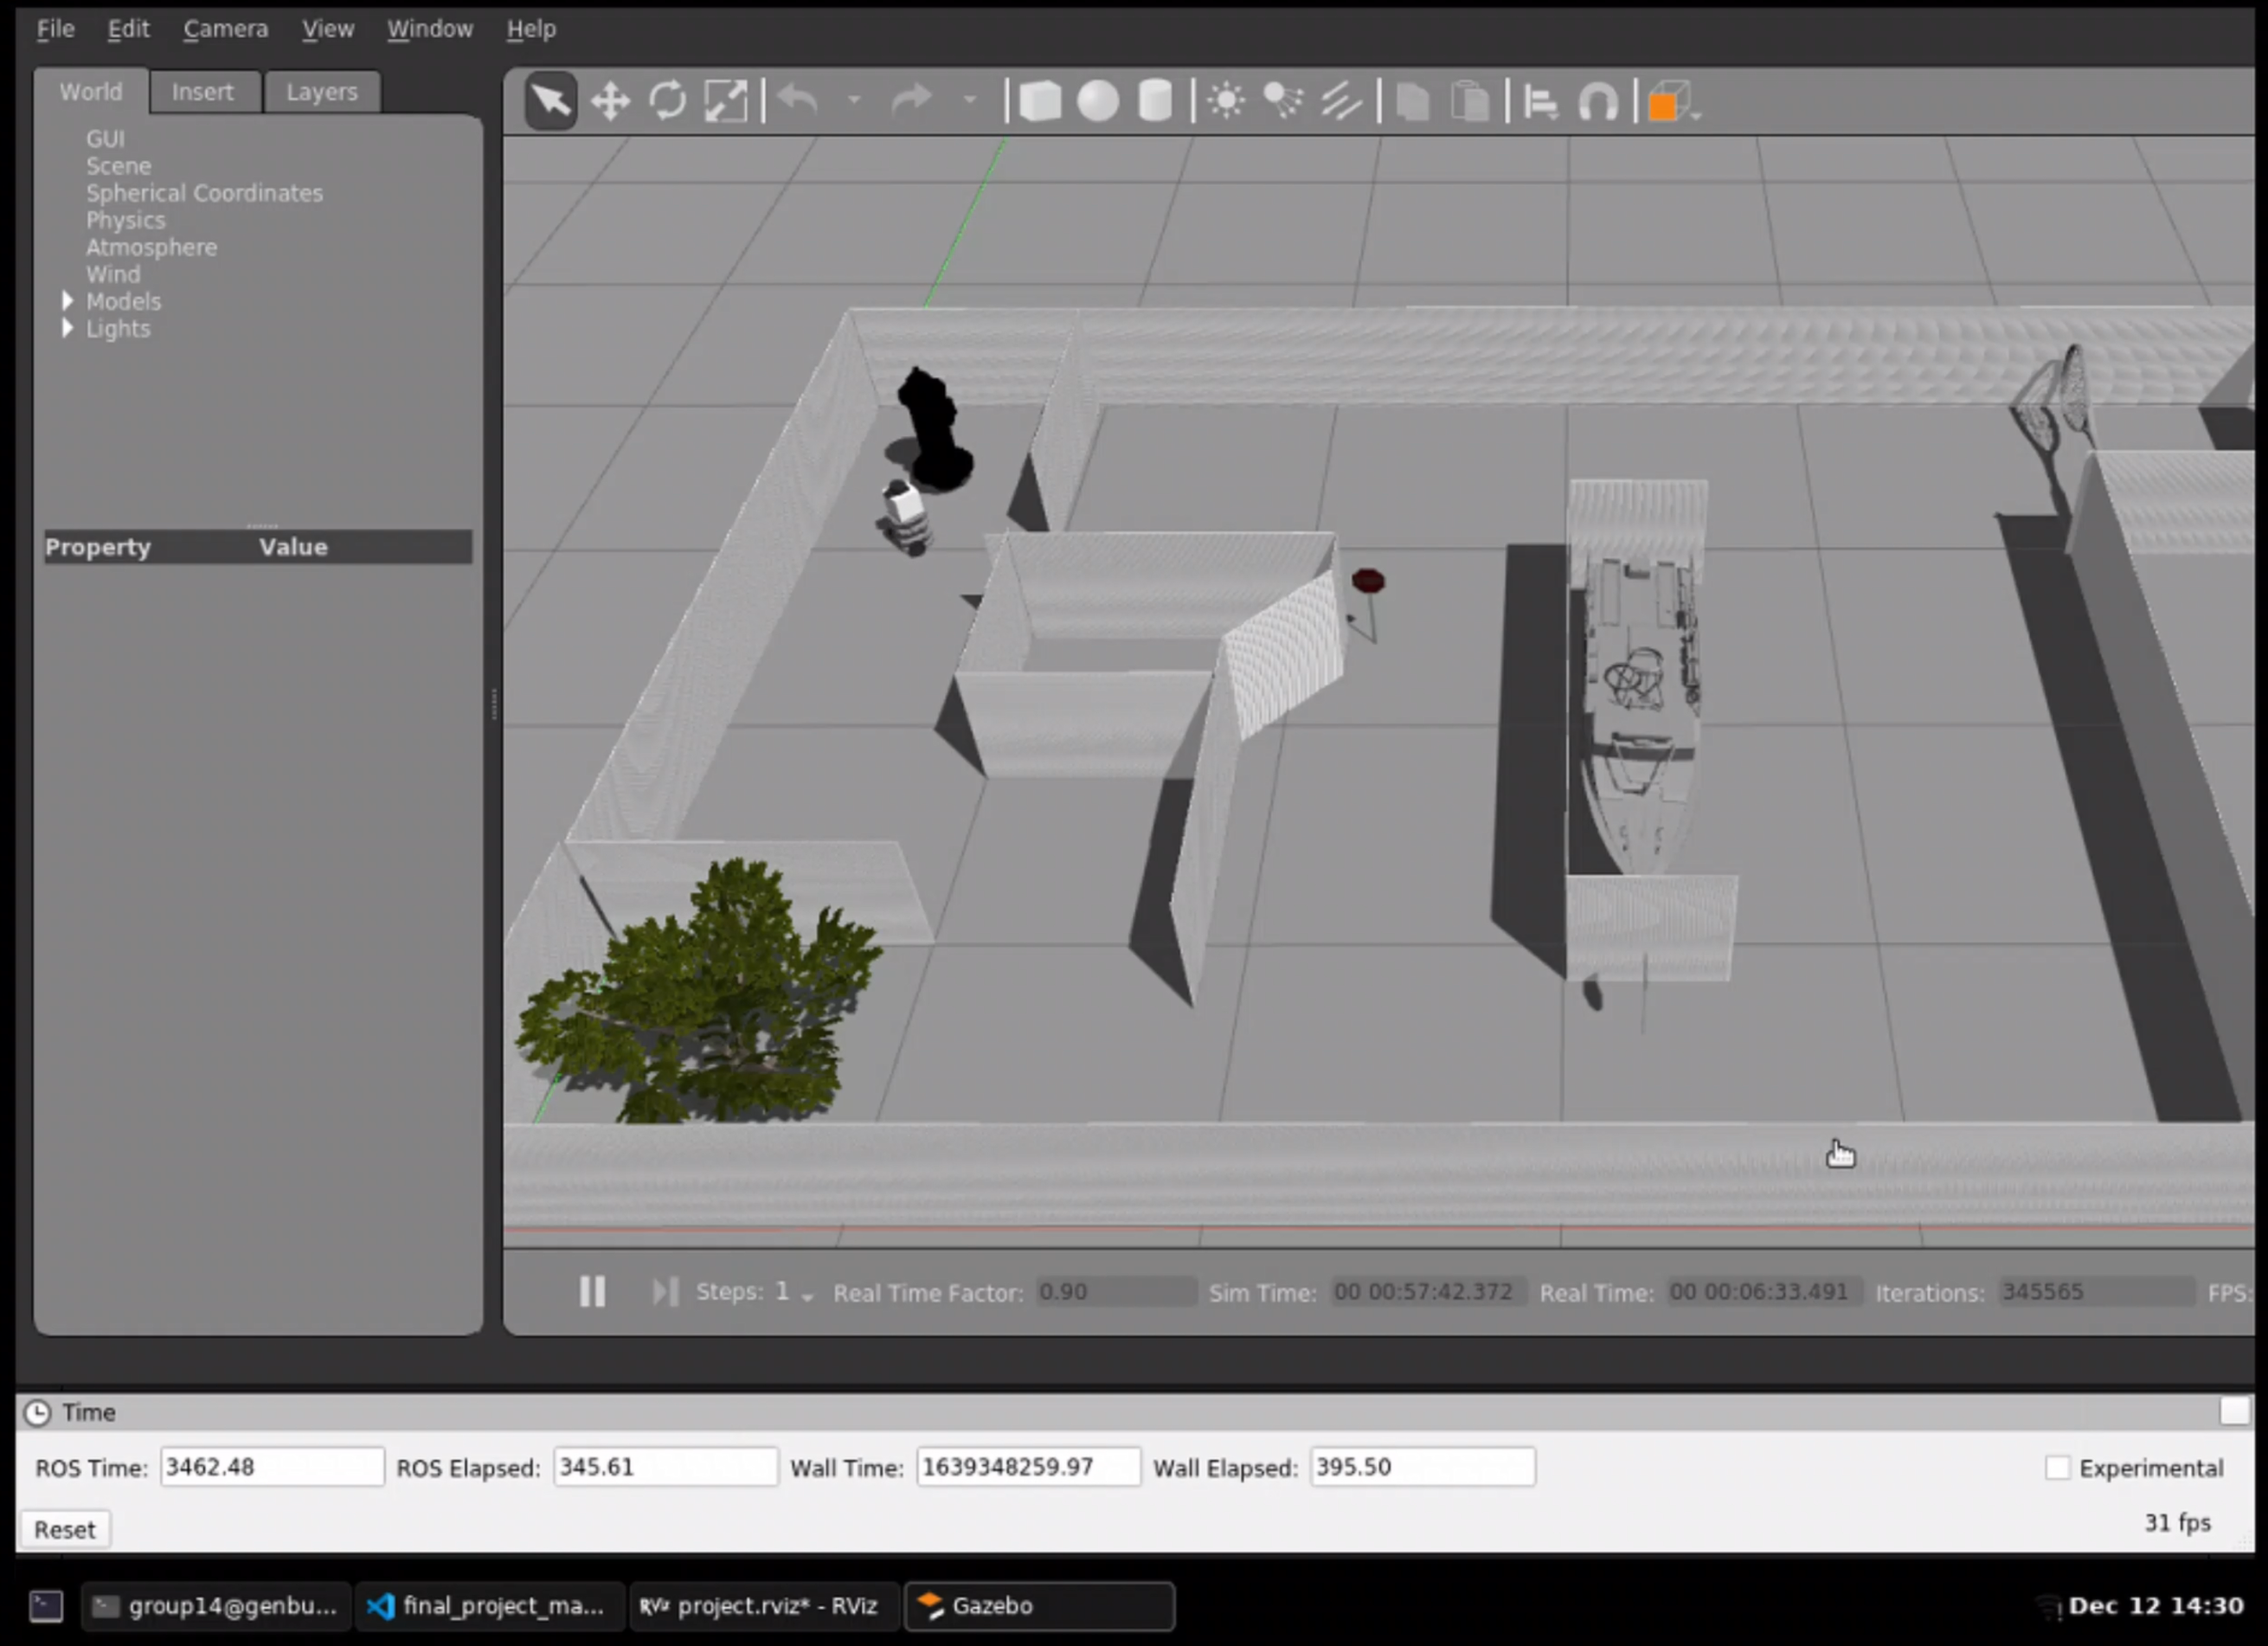 File Edit Camera View Window Help
World Insert Layers
GUI
Scene
Spherical Coordinates
Physics
Atmosphere
Wind
Models
Lights
Property Value
Steps: 1 Real Time Factor: 0.90 Sim Time: 00 00:57:42.372 Real Time: 00 00:06:33.491 Iterations: 345565 FPS:
Time
ROS Time: 3462.48 ROS Elapsed: 345.61 Wall Time: 1639348259.97 Wall Elapsed: 395.50 Experimental
Reset 31 fps
group14@genbu... final_project_ma... RViz project.rviz* - RViz Gazebo Dec 12 14:30